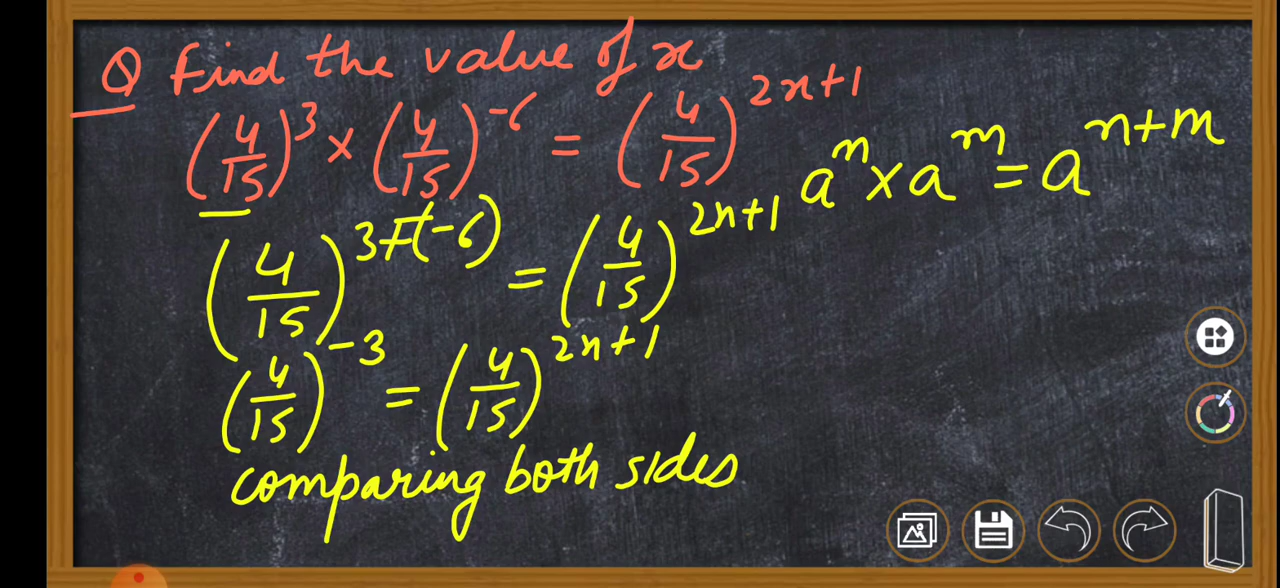 Q Find the value of x
(4/15)^3 × (4/15)^-6 = (4/15)^2x+1
a^n × a^m = a^n+m
(4/15)^3+(-6) = (4/15)^2x+1
(4/15)^-3 = (4/15)^2x+1
comparing both sides